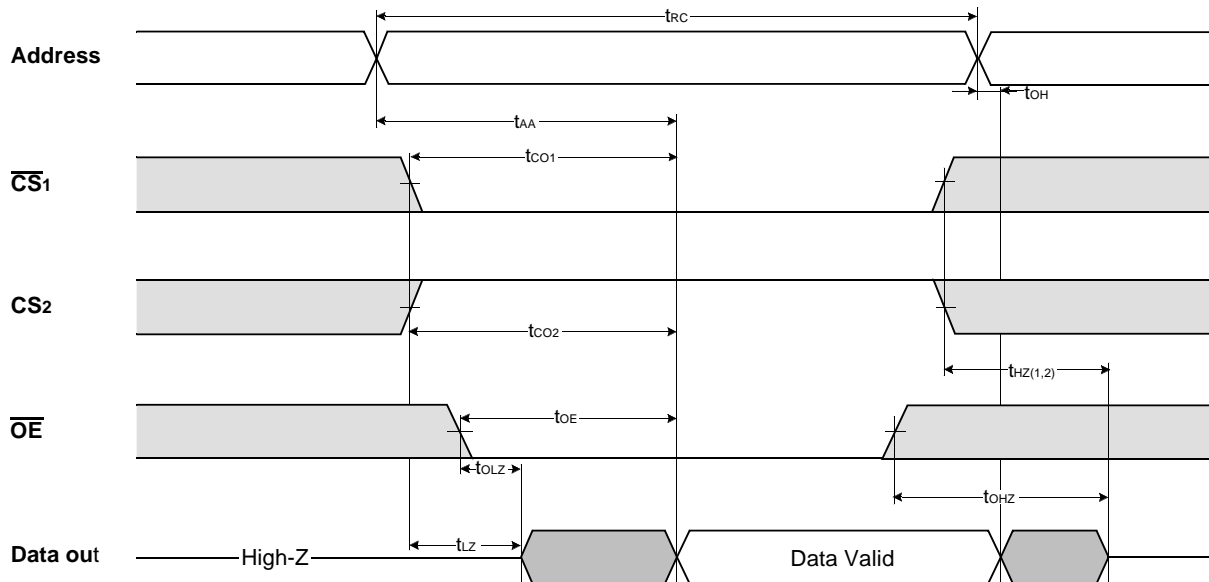 tRC
Address
tOH
tAA
tCO1
CS1
CS2
tCO2
tHZ(1,2)
OE
tOE
tOLZ
tOHZ
Data out
High-Z
tLZ
Data Valid